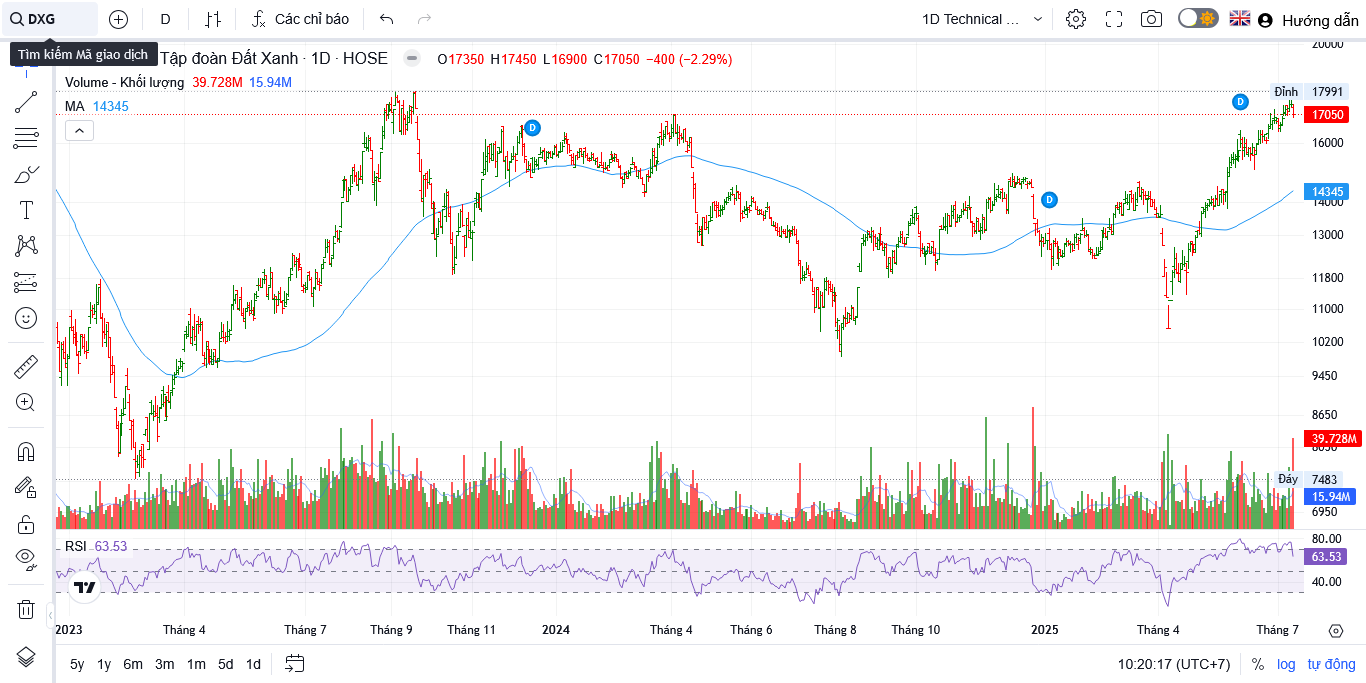 DXG
D
Các chỉ báo
1D Technical ...
Hướng dẫn
Tìm kiếm Mã giao dịch
Tập đoàn Đất Xanh · 1D · HOSE
O17350 H17450 L16900 C17050 −400 (−2.29%)
Volume - Khối lượng 39.728M 15.94M
MA 14345
20000
Đỉnh 17991
17050
16000
14345
14000
13000
11800
11000
10200
9450
8650
39.728M
8050
Đáy 7483
15.94M
6950
D
D
D
RSI 63.53
80.00
63.53
40.00
2023
Tháng 4
Tháng 7
Tháng 9
Tháng 11
2024
Tháng 4
Tháng 6
Tháng 8
Tháng 10
2025
Tháng 4
Tháng 7
5y 1y 6m 3m 1m 5d 1d
10:20:17 (UTC+7)
% log tự động